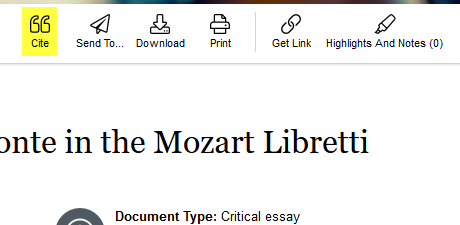 Cite Send To... Download Print Get Link Highlights And Notes (0)
onte in the Mozart Libretti
Document Type: Critical essay